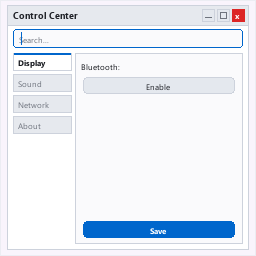 Control Center
Search...
Display
Sound
Network
About
Bluetooth:
Enable
Save